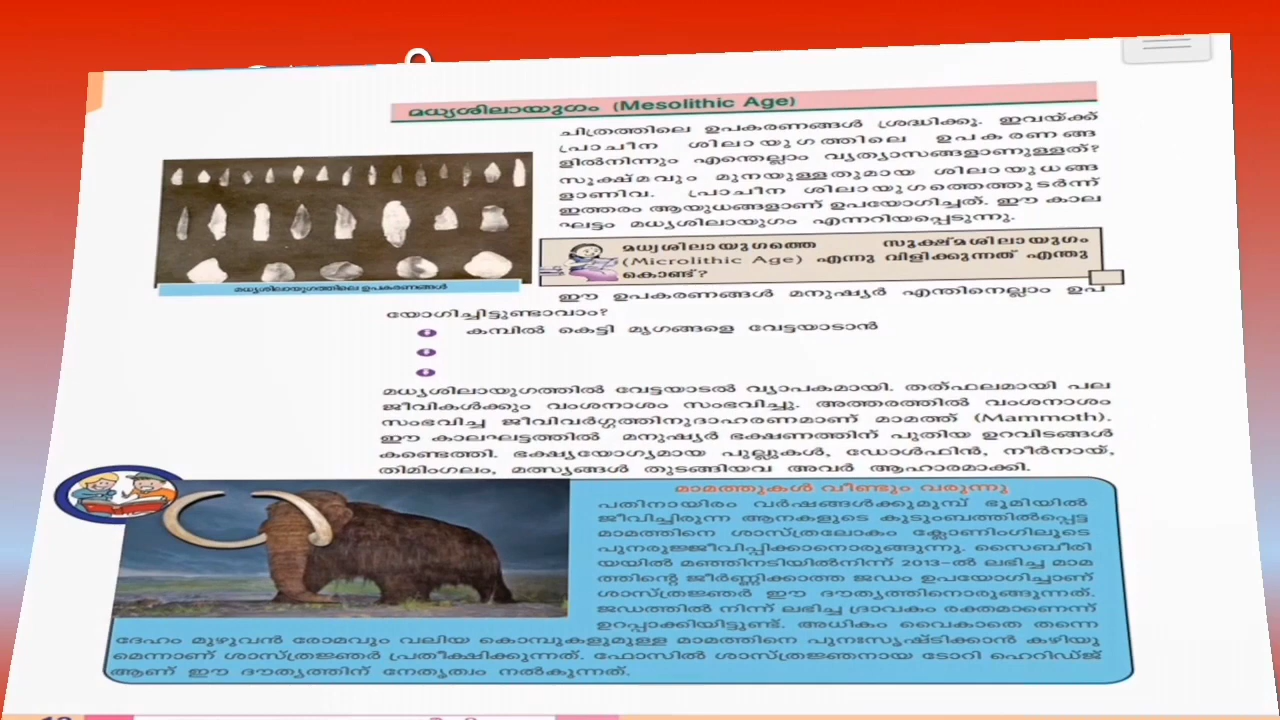 മധ്യശിലായുഗം (Mesolithic Age)
ചിത്രത്തിലെ ഉപകരണങ്ങൾ ശ്രദ്ധിക്കൂ. ഇവയ്ക്ക്
പ്രാചീന ശിലായുഗത്തിലെ ഉപകരണങ്ങ
ളിൽനിന്നും എന്തെല്ലാം വ്യത്യാസങ്ങളാണുള്ളത്?
സൂക്ഷ്മവും മുനയുള്ളതുമായ ശിലായുധങ്ങ
ളാണിവ. പ്രാചീന ശിലായുഗത്തെത്തുടർന്ന്
ഇത്തരം ആയുധങ്ങളാണ് ഉപയോഗിച്ചത്. ഈ കാല
ഘട്ടം മധ്യശിലായുഗം എന്നറിയപ്പെടുന്നു.
മധ്യശിലായുഗത്തിലെ ഉപകരണങ്ങൾ
മധ്യശിലായുഗത്തെ സൂക്ഷ്മശിലായുഗം
(Microlithic Age) എന്നു വിളിക്കുന്നത് എന്തു
കൊണ്ട്?
ഈ ഉപകരണങ്ങൾ മനുഷ്യർ എന്തിനെല്ലാം ഉപ
യോഗിച്ചിട്ടുണ്ടാവാം?
കമ്പിൽ കെട്ടി മൃഗങ്ങളെ വേട്ടയാടാൻ
മധ്യശിലായുഗത്തിൽ വേട്ടയാടൽ വ്യാപകമായി. തത്ഫലമായി പല
ജീവികൾക്കും വംശനാശം സംഭവിച്ചു. അത്തരത്തിൽ വംശനാശം
സംഭവിച്ച ജീവിവർഗ്ഗത്തിനുദാഹരണമാണ് മാമത്ത് (Mammoth).
ഈ കാലഘട്ടത്തിൽ മനുഷ്യർ ഭക്ഷണത്തിന് പുതിയ ഉറവിടങ്ങൾ
കണ്ടെത്തി. ഭക്ഷ്യയോഗ്യമായ പുല്ലുകൾ, ഡോൾഫിൻ, നീർനായ്,
തിമിംഗലം, മത്സ്യങ്ങൾ തുടങ്ങിയവ അവർ ആഹാരമാക്കി.
മാമത്തുകൾ വീണ്ടും വരുന്നു
പതിനായിരം വർഷങ്ങൾക്കുമുമ്പ് ഭൂമിയിൽ
ജീവിച്ചിരുന്ന ആനകളുടെ കുടുംബത്തിൽപ്പെട്ട
മാമത്തിനെ ശാസ്ത്രലോകം ക്ലോണിംഗിലൂടെ
പുനരുജ്ജീവിപ്പിക്കാനൊരുങ്ങുന്നു. സൈബീരി
യയിൽ മഞ്ഞിനടിയിൽനിന്ന് 2013-ൽ ലഭിച്ച മാമ
ത്തിന്റെ ജീർണ്ണിക്കാത്ത ജഡം ഉപയോഗിച്ചാണ്
ശാസ്ത്രജ്ഞർ ഈ ദൗത്യത്തിനൊരുങ്ങുന്നത്.
ജഡത്തിൽ നിന്ന് ലഭിച്ച ദ്രാവകം രക്തമാണെന്ന്
ഉറപ്പാക്കിയിട്ടുണ്ട്. അധികം വൈകാതെ തന്നെ
ദേഹം മുഴുവൻ രോമവും വലിയ കൊമ്പുകളുമുള്ള മാമത്തിനെ പുനഃസൃഷ്ടിക്കാൻ കഴിയു
മെന്നാണ് ശാസ്ത്രജ്ഞർ പ്രതീക്ഷിക്കുന്നത്. ഫോസിൽ ശാസ്ത്രജ്ഞനായ ടോറി ഹെറിഡ്ജ്
ആണ് ഈ ദൗത്യത്തിന് നേതൃത്വം നൽകുന്നത്.